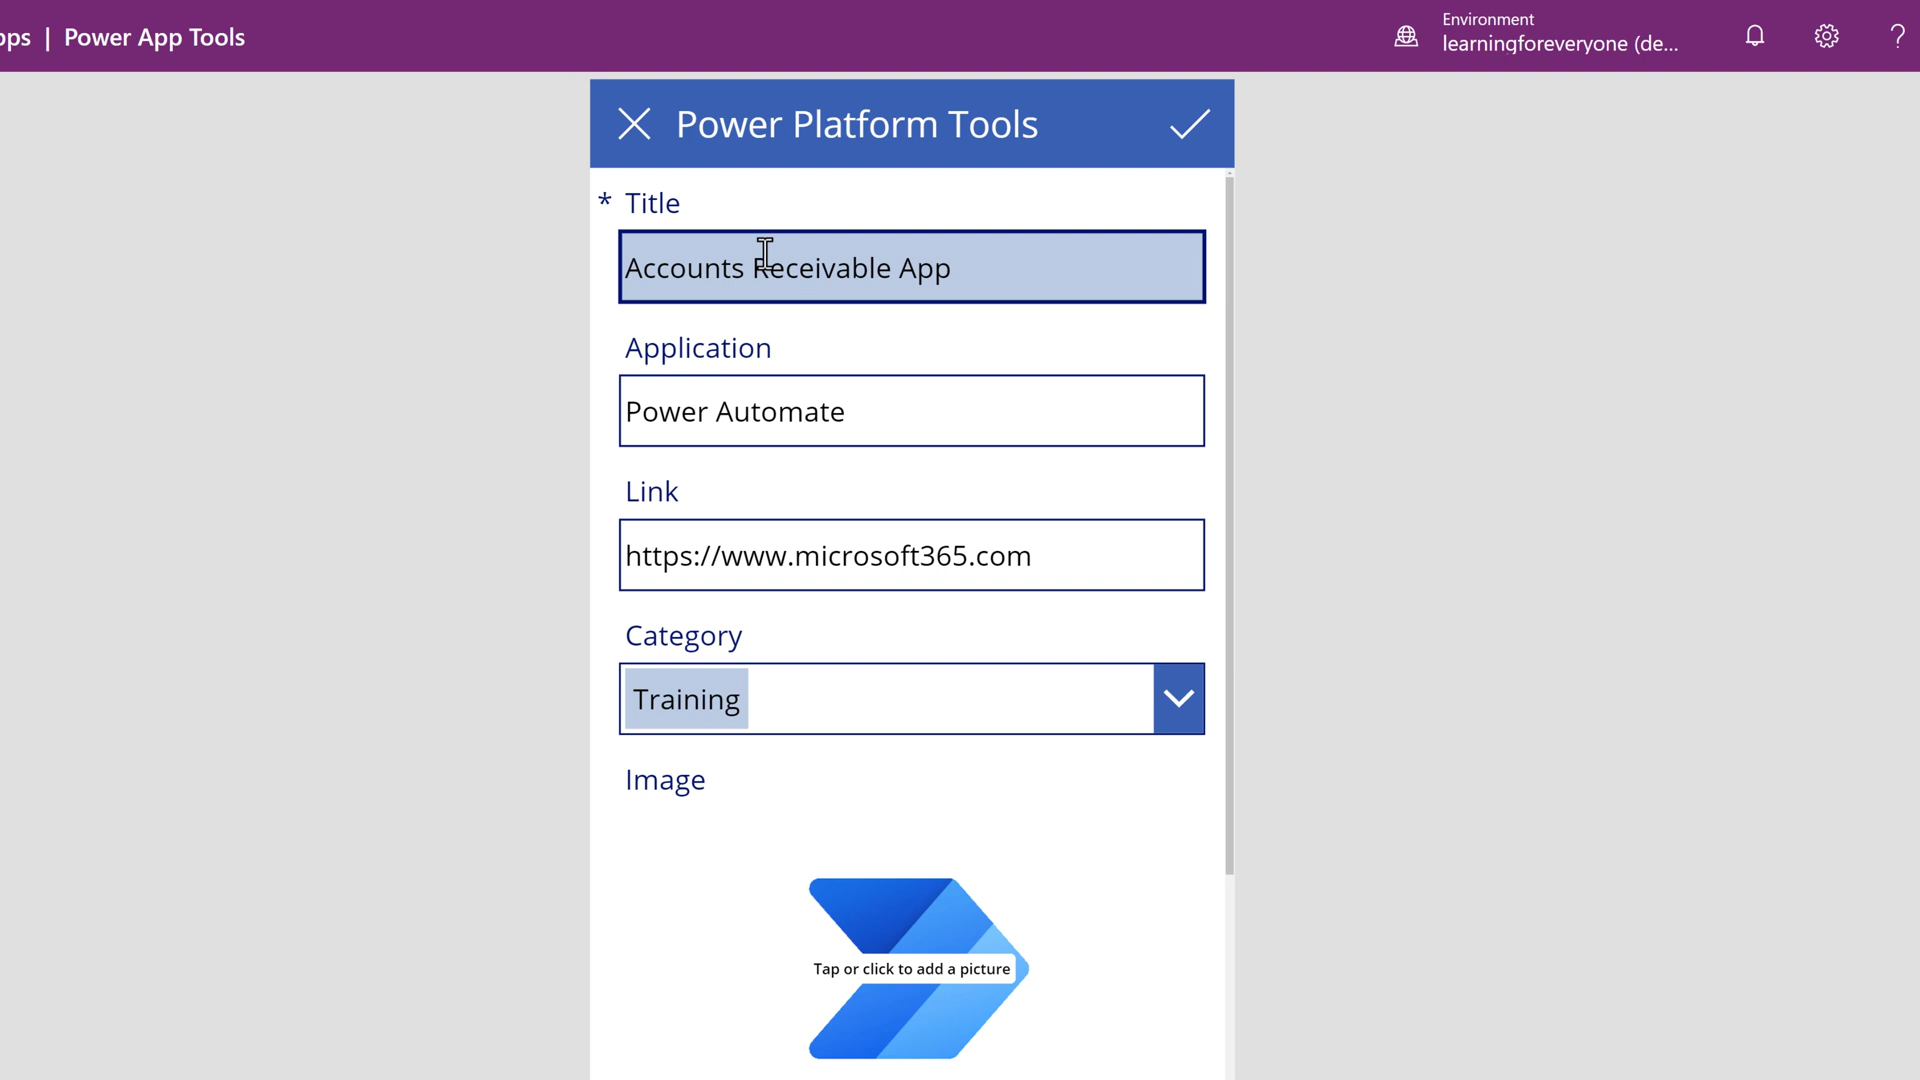 pps | Power App Tools
Environment
learningforeveryone (de...
?
Power Platform Tools
* Title
Accounts Receivable App
Application
Power Automate
Link
https://www.microsoft365.com
Category
Training
Image
Tap or click to add a picture